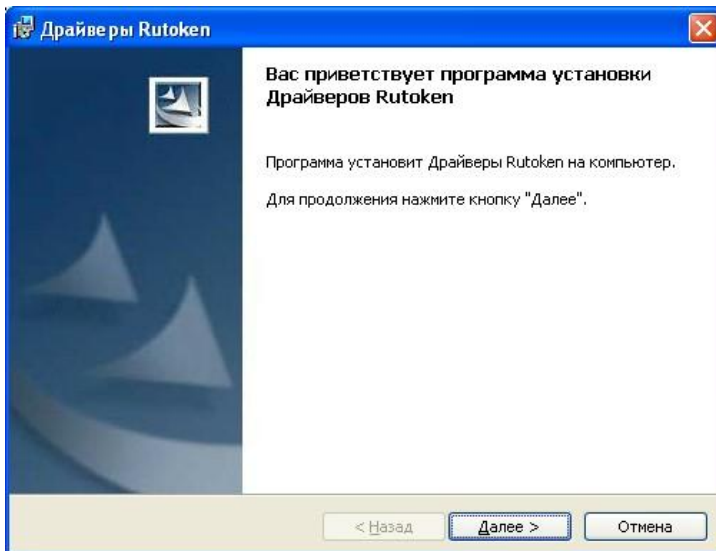 Драйверы Rutoken
Вас приветствует программа установки
Драйверов Rutoken
Программа установит Драйверы Rutoken на компьютер.
Для продолжения нажмите кнопку "Далее".
< Назад
Далее >
Отмена